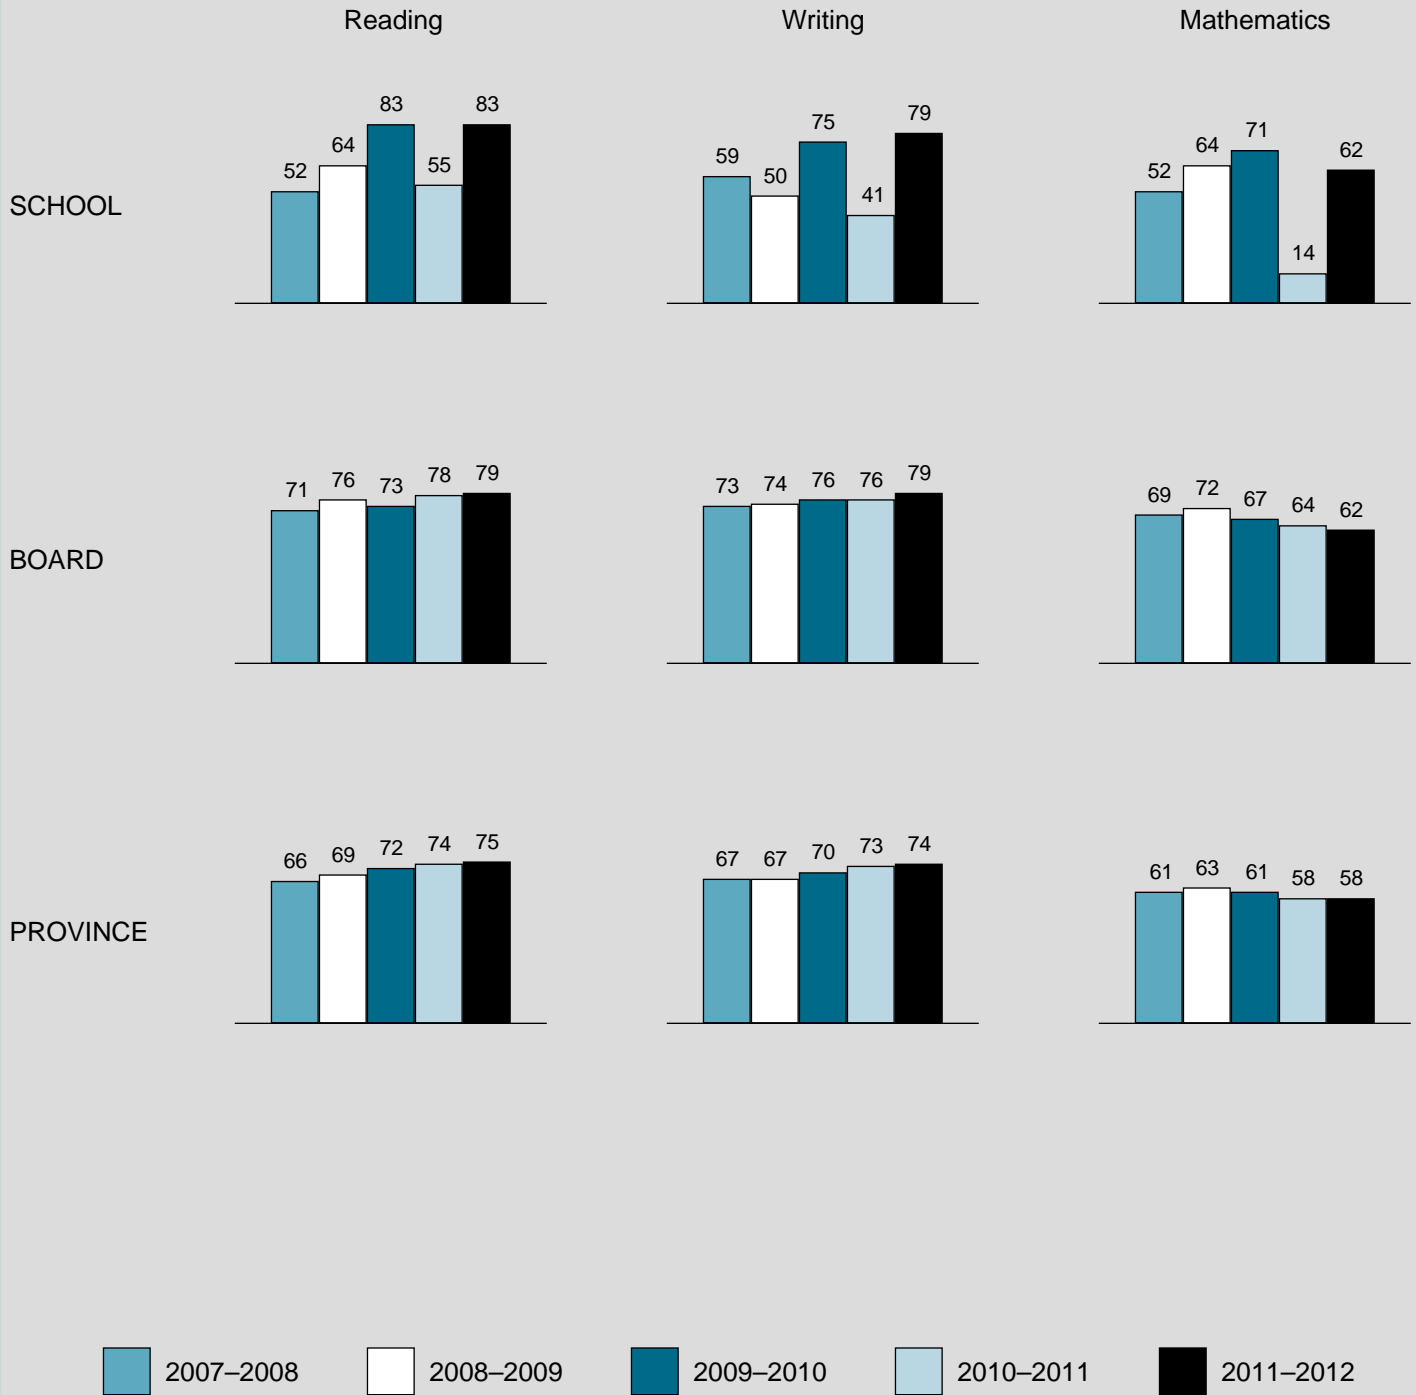 Reading Writing Mathematics
83 83
64
52 55
79
75
59
50
41
71
64 62
52
14
SCHOOL
71 76 73 78 79
73 74 76 76 79
69 72 67 64 62
BOARD
66 69 72 74 75
67 67 70 73 74
61 63 61 58 58
PROVINCE
2007–2008 2008–2009 2009–2010 2010–2011 2011–2012